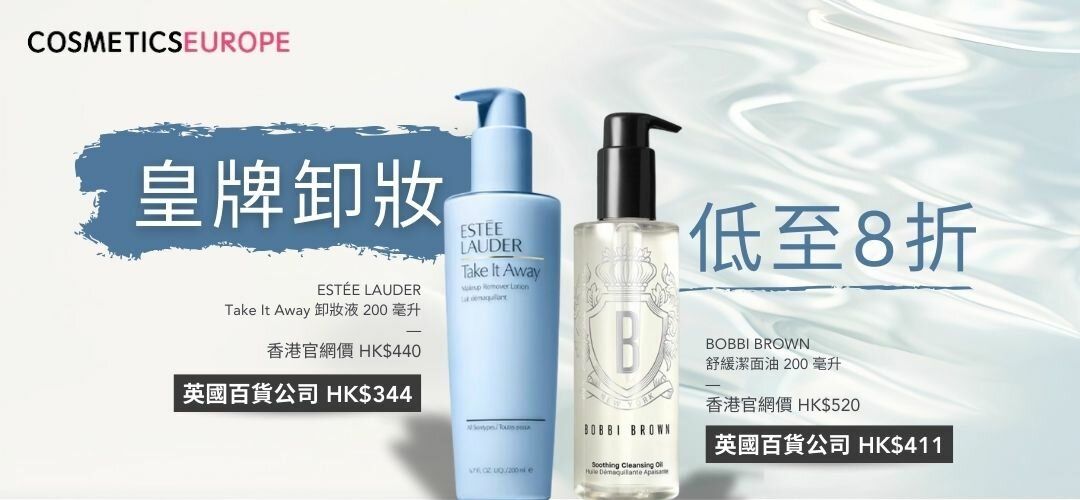 COSMETICSEUROPE
皇牌卸妝
低至8折
ESTÉE LAUDER
Take It Away 卸妝液 200 毫升
香港官網價 HK$440
英國百貨公司 HK$344
ESTĒE
LAUDER
Take It Away
Makeup Remover Lotion
Lait démaquillant
All Skintypes / Toutes peaux
6.7 FL. OZ. LIQ./200 ml e
B
NEW YORK
BOBBI BROWN
Soothing Cleansing Oil
Huile Démaquillante Apaisante
BOBBI BROWN
舒緩潔面油 200 毫升
香港官網價 HK$520
英國百貨公司 HK$411